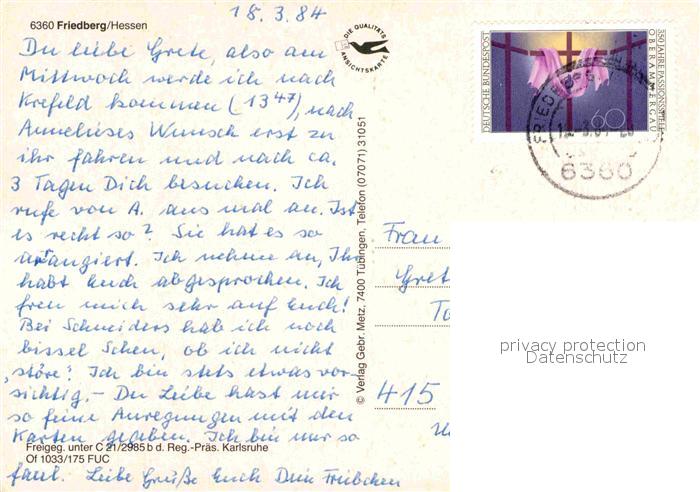 18.3.84
6360 Friedberg/Hessen
Du liebe Grete, also am
Mittwoch werde ich nach
Krefeld kommen (13⁴⁷), nach
Annelieses Wunsch erst zu
ihr fahren und nach ca.
3 Tagen Dich besuchen. Ich
rufe von A. aus mal an. Ist
es recht so? Sie hat es so
arrangiert. Ich nehme an, Ihr
habt Euch abgesprochen. Ich
freu mich sehr auf Euch!
Bei Schneiders hab ich noch
bissel Scheu, ob ich nicht
"störe". Ich bin stets etwas vor-
sichtig. – Du Liebe hast mir
so feine Anregungen mit den
Karten gegeben. Ich bin nur so
faul. Liebe Grüße Euch Dein
Freigeg. unter C 21/2985 b d. Reg.-Präs. Karlsruhe
Of 1033/175 FUC
DIE QUALITÄTS
ANSICHTSKARTE
© Verlag Gebr. Metz, 7400 Tübingen, Telefon (07071) 31051
DEUTSCHE BUNDESPOST
60
350 JAHRE PASSIONSSPIELE
OBERAMMERGAU
6360
Frau
Grete
415
privacy protection
Datenschutz